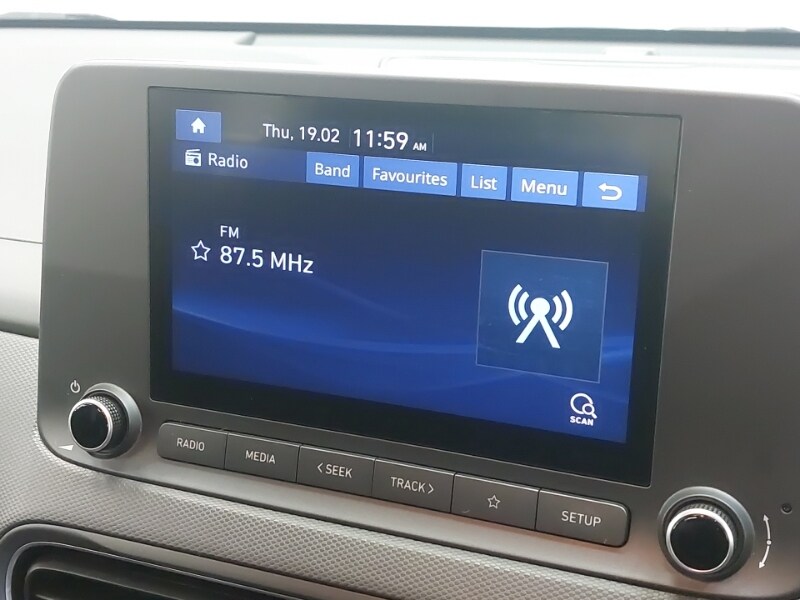 Thu, 19.02 11:59 AM
Radio Band Favourites List Menu
FM
87.5 MHz
SCAN
RADIO MEDIA < SEEK TRACK > SETUP